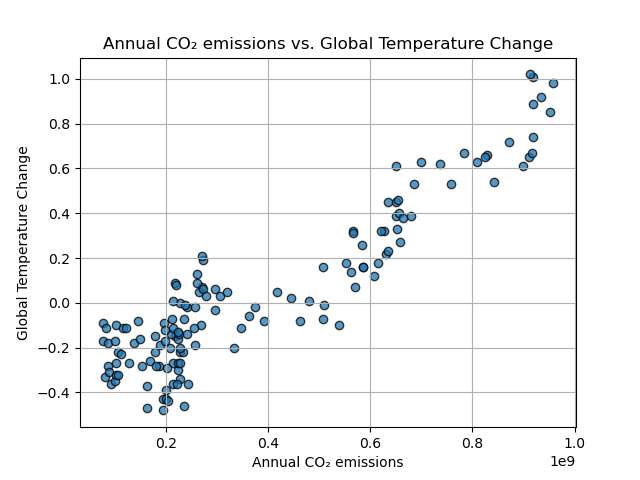 Annual CO₂ emissions vs. Global Temperature Change
1.0
0.8
0.6
0.4
0.2
0.0
−0.2
−0.4
Global Temperature Change
0.2 0.4 0.6 0.8 1.0
1e9
Annual CO₂ emissions